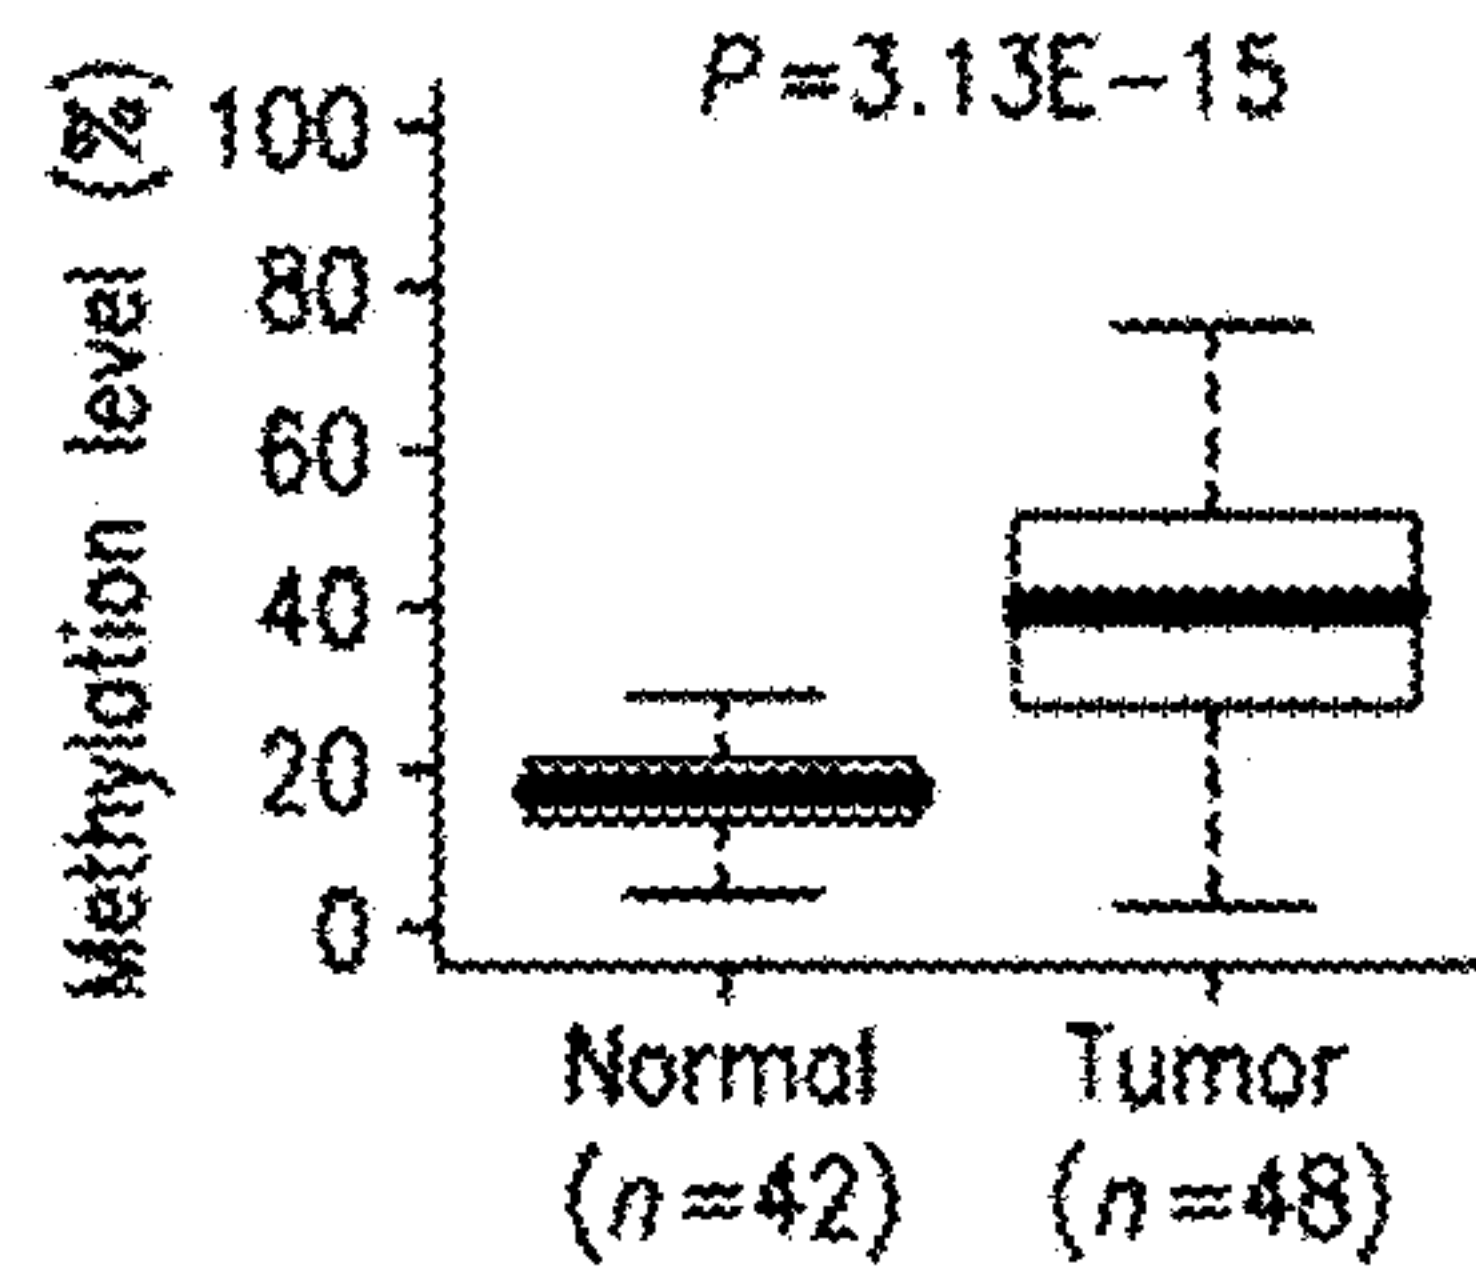 P=3.13E-15
Methylation level (%)
100
80
60
40
20
0
Normal Tumor
(n=42) (n=48)